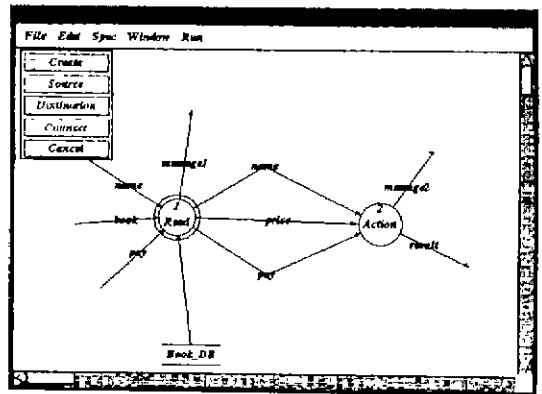 File Edit Sync Window Run
Create
Source
Destination
Connect
Cancel
name
book
pay
message1
1
Read
name
price
pay
message2
2
Action
result
Book_DB